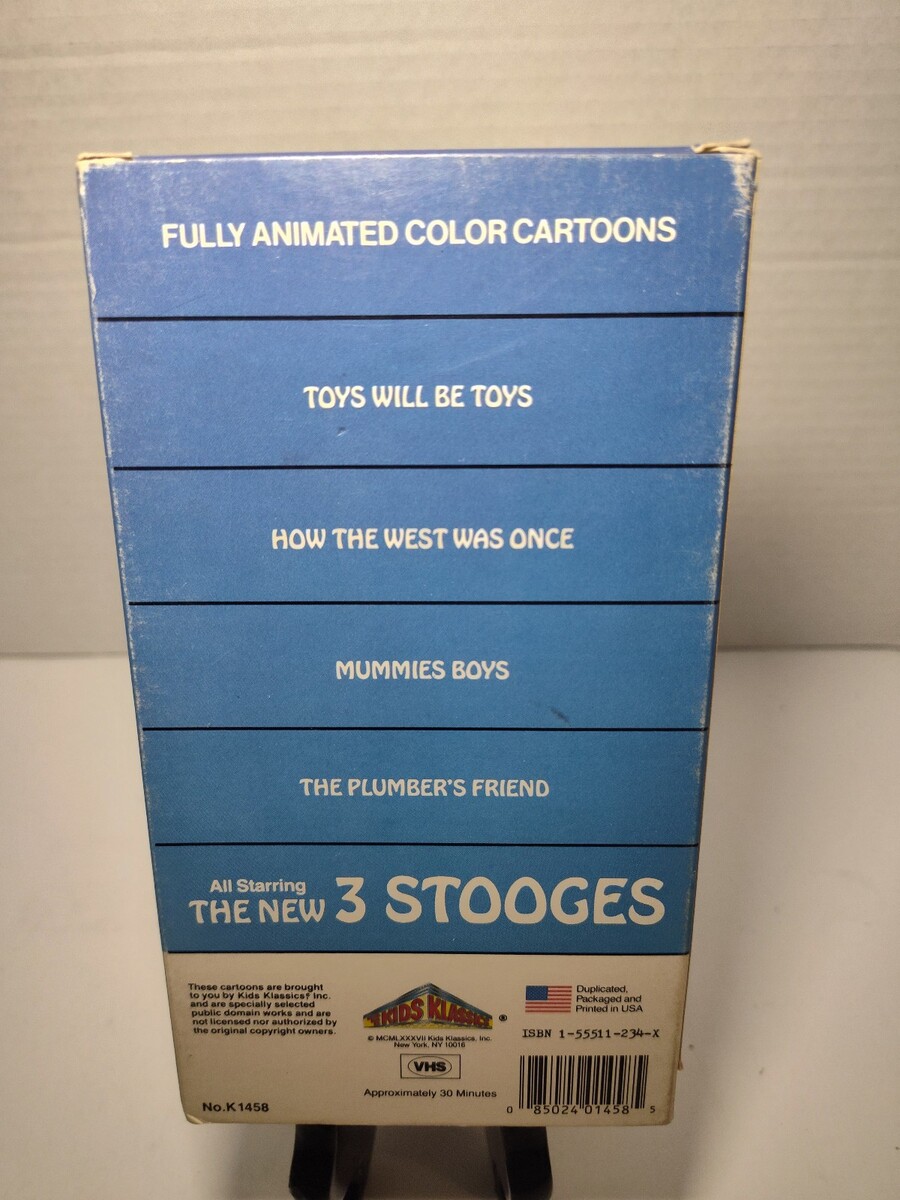 FULLY ANIMATED COLOR CARTOONS
TOYS WILL BE TOYS
HOW THE WEST WAS ONCE
MUMMIES BOYS
THE PLUMBER'S FRIEND
All Starring
THE NEW 3 STOOGES
These cartoons are brought
to you by Kids Klassics® Inc.
and are specially selected
public domain works and are
not licensed nor authorized by
the original copyright owners.
No.K1458
KIDS KLASSICS ®
© MCMLXXXVII Kids Klassics, Inc.
New York, NY 10016
VHS
Approximately 30 Minutes
Duplicated,
Packaged and
Printed in USA
ISBN 1-55511-234-X
0 85024 01458 5